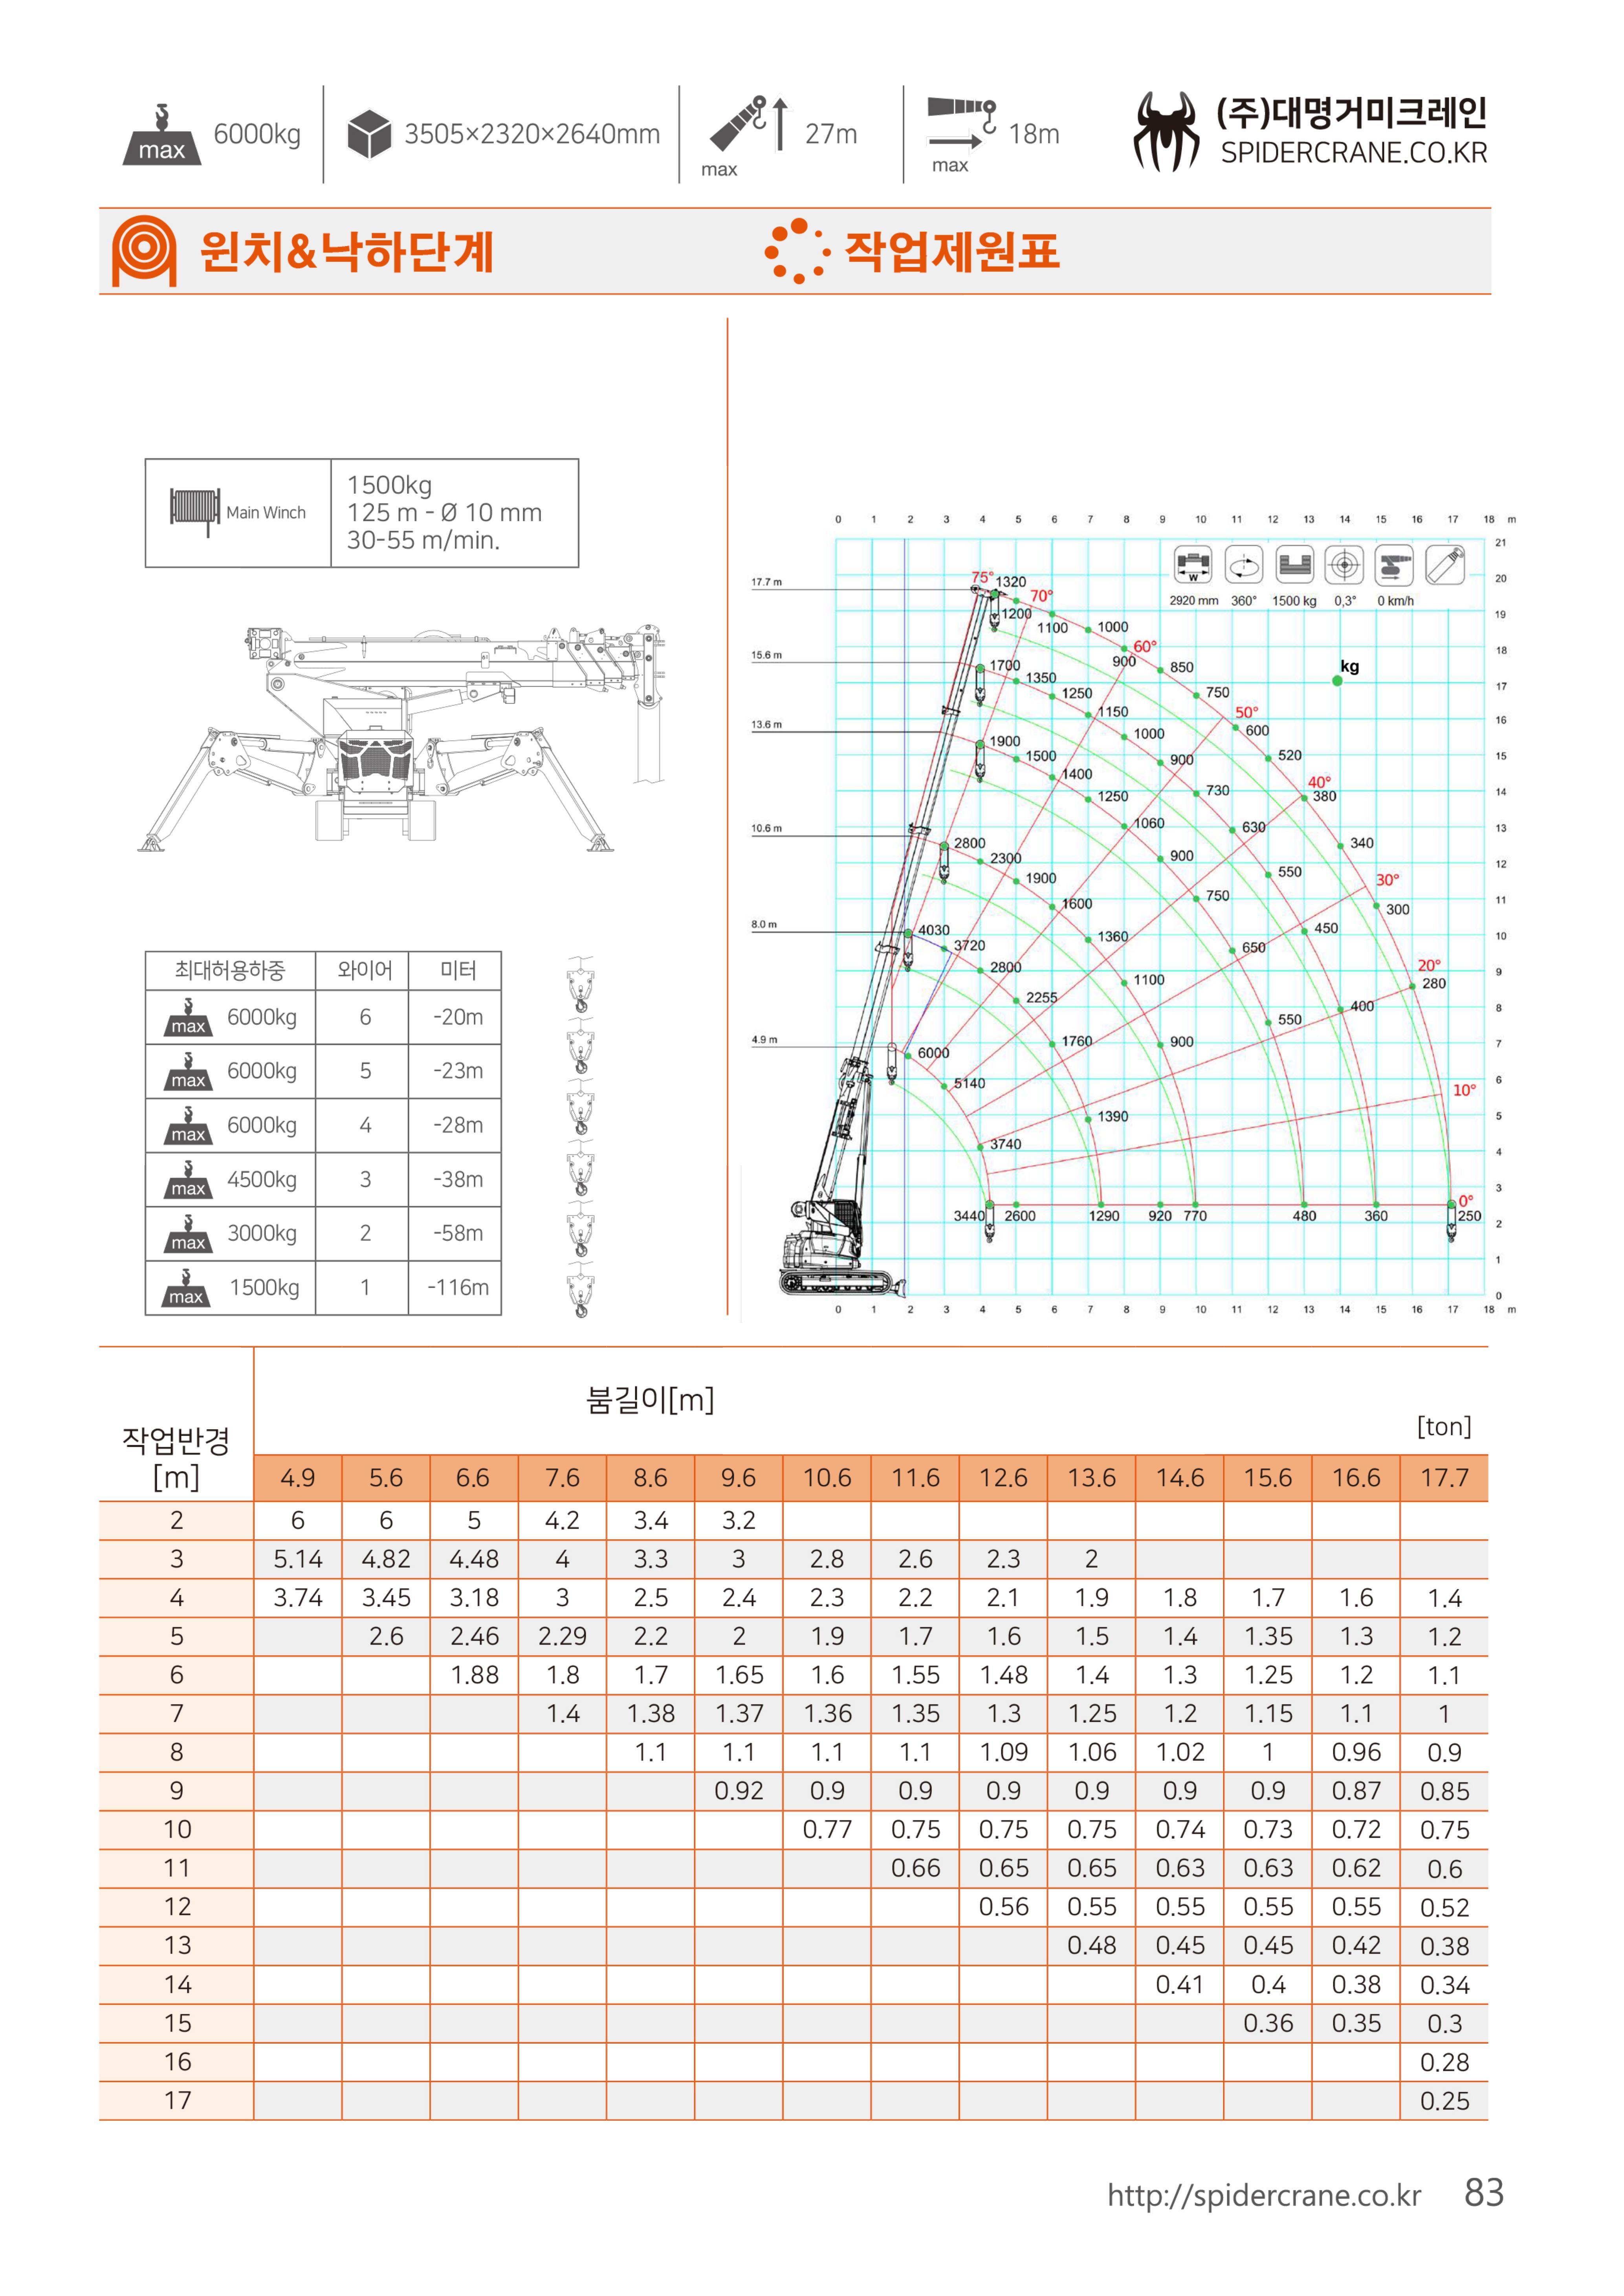 max 6000kg
3505×2320×2640mm
max 27m
max 18m
(주)대명거미크레인
SPIDERCRANE.CO.KR
윈치&낙하단계
작업제원표
Main Winch
1500kg
125 m - Ø 10 mm
30-55 m/min.
최대허용하중 와이어 미터
max 6000kg 6 -20m
max 6000kg 5 -23m
max 6000kg 4 -28m
max 4500kg 3 -38m
max 3000kg 2 -58m
max 1500kg 1 -116m
0 1 2 3 4 5 6 7 8 9 10 11 12 13 14 15 16 17 18 m
21
20
19
18
17
16
15
14
13
12
11
10
9
8
7
6
5
4
3
2
1
0
W
2920 mm 360° 1500 kg 0,3° 0 km/h
kg
17.7 m
15.6 m
13.6 m
10.6 m
8.0 m
4.9 m
75° 70° 60° 50° 40° 30° 20° 10° 0°
1320 1200 1100 1000 900 850 750 600 520 380 340 300 280 250
1700 1350 1250 1150 1000 900 730 630 550 450 400 360
1900 1500 1400 1250 1060 900 750 650 550 480
2800 2300 1900 1600 1360 1100 900 770
4030 3720 2800 2255 1760 1390 1290
6000 5140 3740 3440
2600 920
0 1 2 3 4 5 6 7 8 9 10 11 12 13 14 15 16 17 18 m
작업반경
[m]
붐길이[m]
[ton]
4.9 5.6 6.6 7.6 8.6 9.6 10.6 11.6 12.6 13.6 14.6 15.6 16.6 17.7
2 6 6 5 4.2 3.4 3.2
3 5.14 4.82 4.48 4 3.3 3 2.8 2.6 2.3 2
4 3.74 3.45 3.18 3 2.5 2.4 2.3 2.2 2.1 1.9 1.8 1.7 1.6 1.4
5 2.6 2.46 2.29 2.2 2 1.9 1.7 1.6 1.5 1.4 1.35 1.3 1.2
6 1.88 1.8 1.7 1.65 1.6 1.55 1.48 1.4 1.3 1.25 1.2 1.1
7 1.4 1.38 1.37 1.36 1.35 1.3 1.25 1.2 1.15 1.1 1
8 1.1 1.1 1.1 1.1 1.09 1.06 1.02 1 0.96 0.9
9 0.92 0.9 0.9 0.9 0.9 0.9 0.9 0.87 0.85
10 0.77 0.75 0.75 0.75 0.74 0.73 0.72 0.75
11 0.66 0.65 0.65 0.63 0.63 0.62 0.6
12 0.56 0.55 0.55 0.55 0.55 0.52
13 0.48 0.45 0.45 0.42 0.38
14 0.41 0.4 0.38 0.34
15 0.36 0.35 0.3
16 0.28
17 0.25
http://spidercrane.co.kr 83